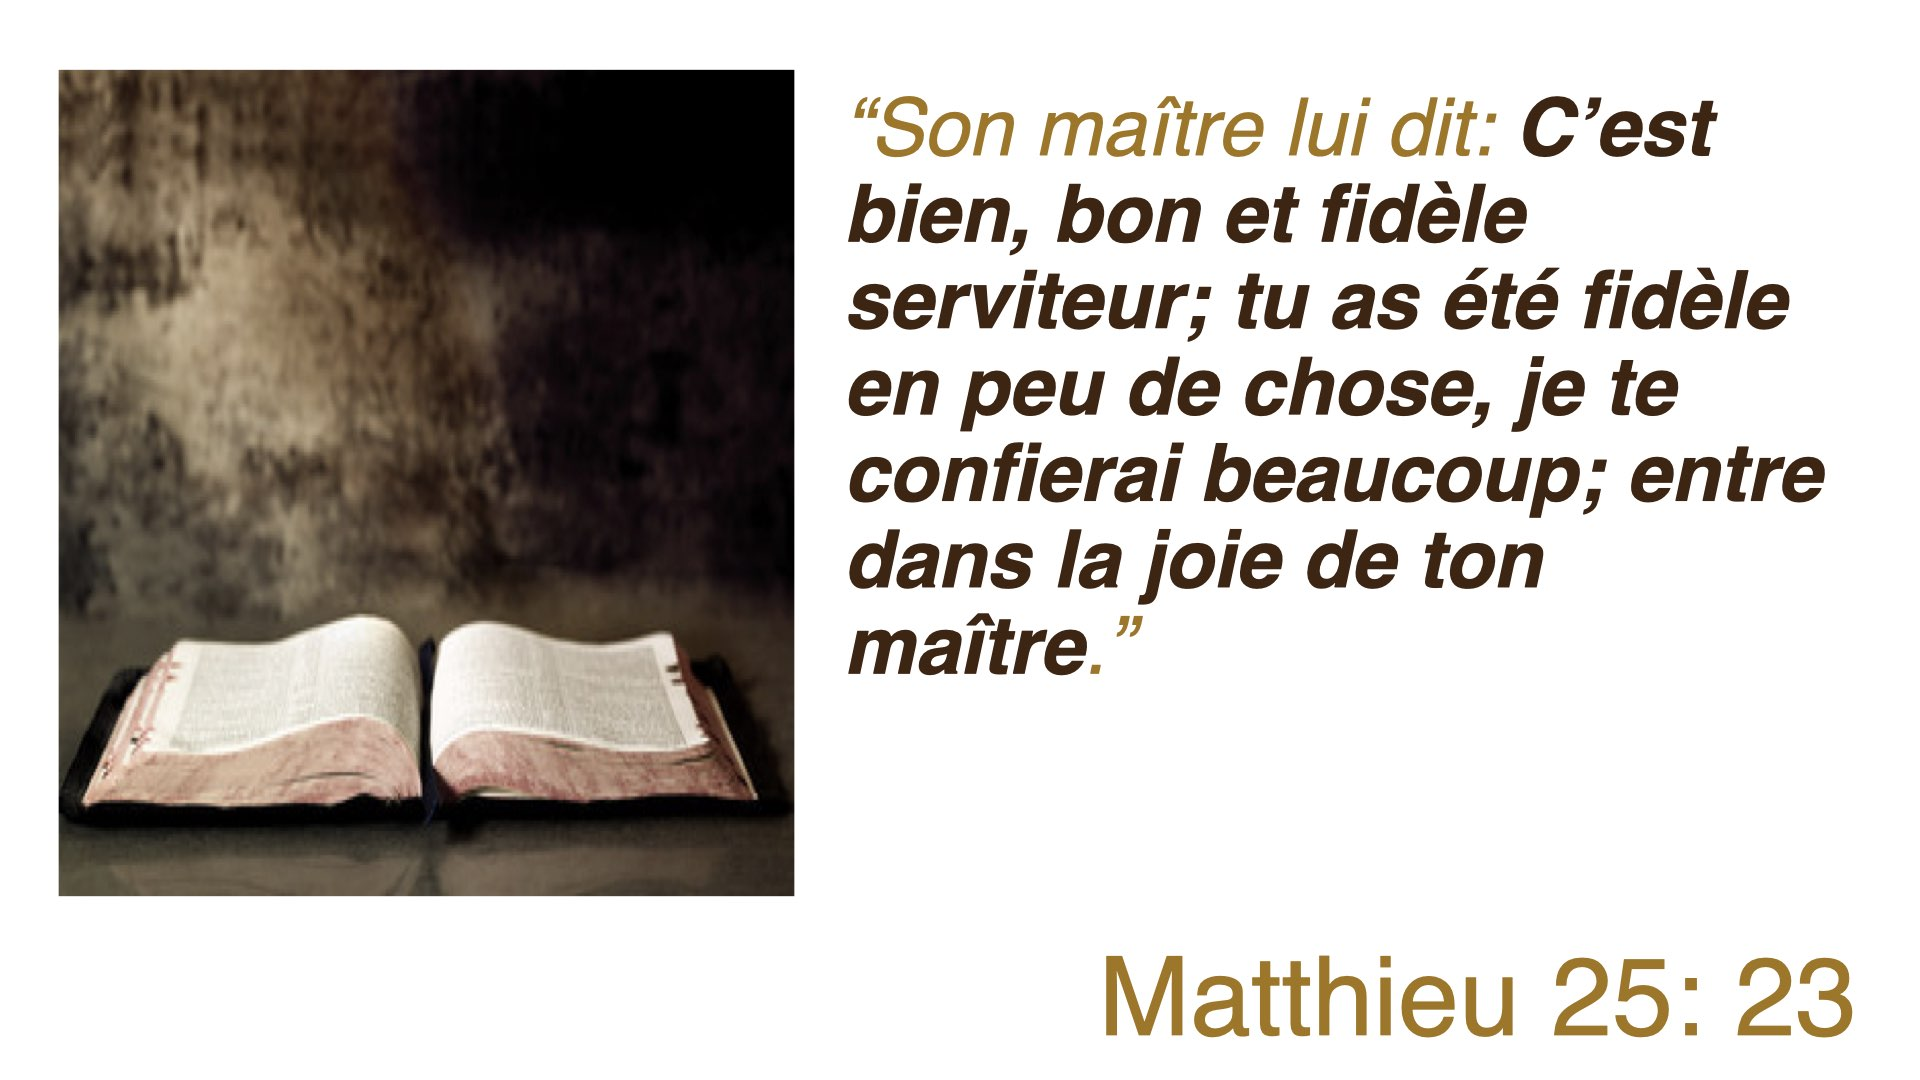 “Son maître lui dit: C’est
bien, bon et fidèle
serviteur; tu as été fidèle
en peu de chose, je te
confierai beaucoup; entre
dans la joie de ton
maître.”
Matthieu 25: 23